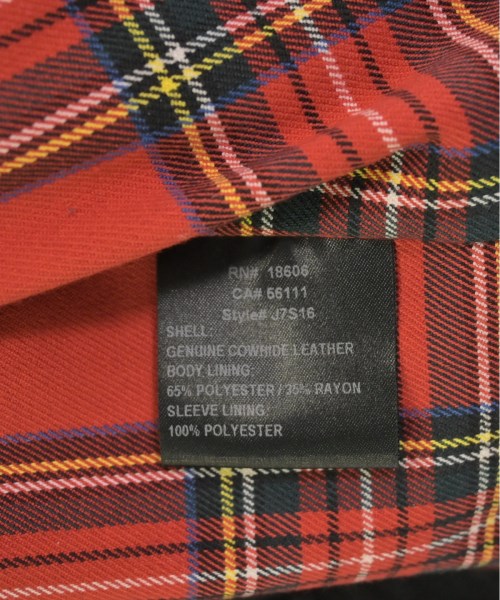 RN# 18606
CA# 56111
Style# J7S16
SHELL:
GENUINE COWHIDE LEATHER
BODY LINING:
65% POLYESTER / 35% RAYON
SLEEVE LINING:
100% POLYESTER